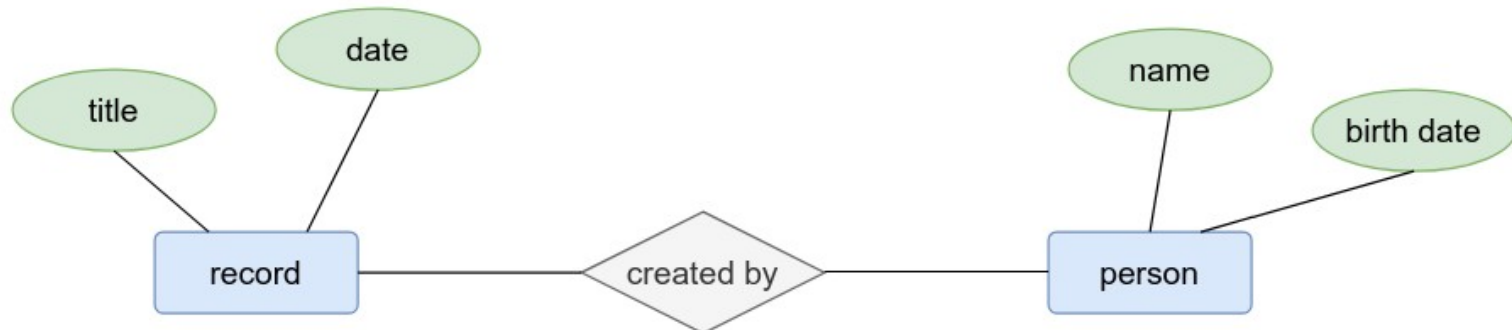 date
title
name
birth date
record
created by
person